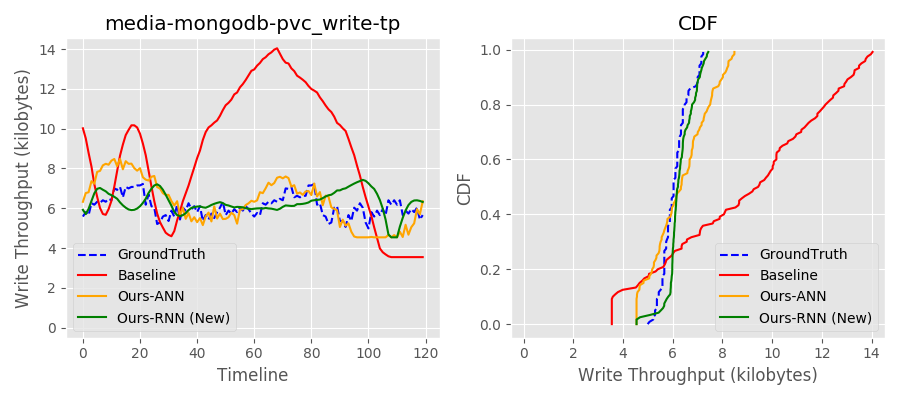 media-mongodb-pvc_write-tp
Write Throughput (kilobytes)
14
12
10
8
6
4
2
0
GroundTruth
Baseline
Ours-ANN
Ours-RNN (New)
0 20 40 60 80 100 120
Timeline
CDF
CDF
1.0
0.8
0.6
0.4
0.2
0.0
GroundTruth
Baseline
Ours-ANN
Ours-RNN (New)
0 2 4 6 8 10 12 14
Write Throughput (kilobytes)